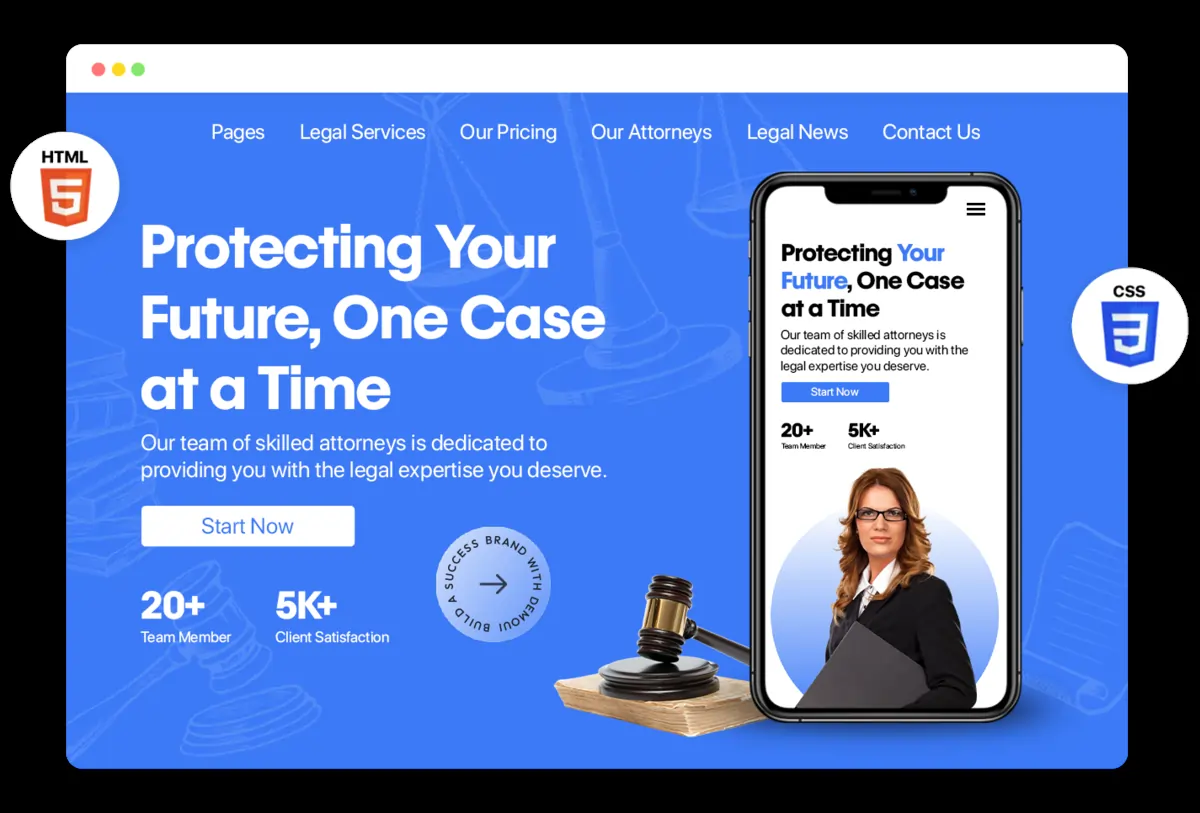 Pages Legal Services Our Pricing Our Attorneys Legal News Contact Us
HTML
5
Protecting Your
Future, One Case
at a Time
Our team of skilled attorneys is dedicated to
providing you with the legal expertise you deserve.
Start Now
20+ 5K+
Team Member Client Satisfaction
BUILD A SUCCESS BRAND WITH DEMOUI
Protecting Your
Future, One Case
at a Time
Our team of skilled attorneys is
dedicated to providing you with the
legal expertise you deserve.
Start Now
20+ 5K+
Team Member Client Satisfaction
CSS
3